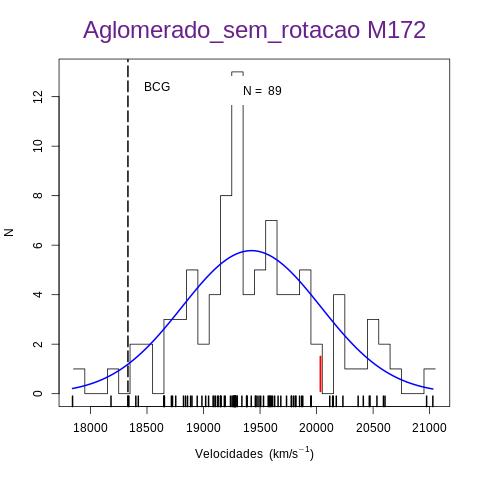 Aglomerado_sem_rotacao M172
BCG
N = 89
N
12
10
8
6
4
2
0
18000 18500 19000 19500 20000 20500 21000
Velocidades (km/s⁻¹)